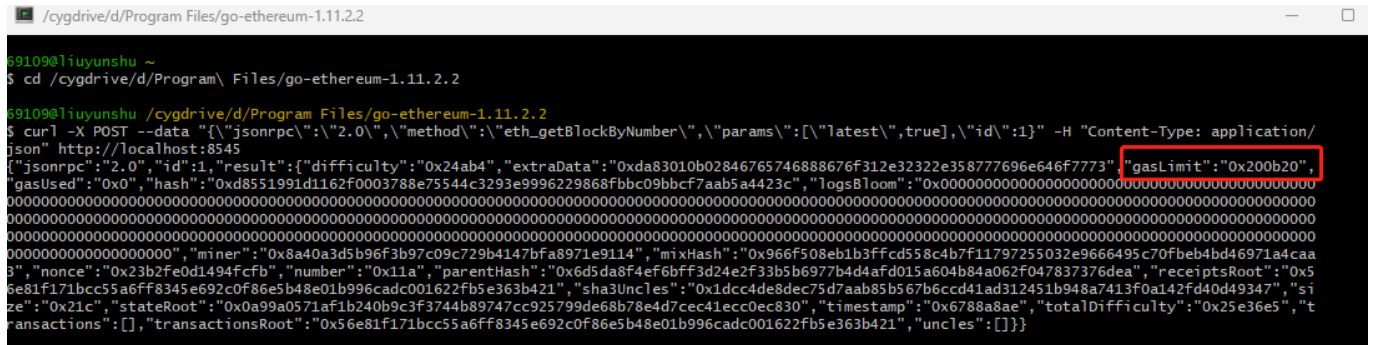 /cygdrive/d/Program Files/go-ethereum-1.11.2.2
69109@liuyunshu ~
$ cd /cygdrive/d/Program\ Files/go-ethereum-1.11.2.2
69109@liuyunshu /cygdrive/d/Program Files/go-ethereum-1.11.2.2
$ curl -X POST --data "{\"jsonrpc\":\"2.0\",\"method\":\"eth_getBlockByNumber\",\"params\":[\"latest\",true],\"id\":1}" -H "Content-Type: application/
json" http://localhost:8545
{"jsonrpc":"2.0","id":1,"result":{"difficulty":"0x24ab4","extraData":"0xda83010b02846765746888676f312e32322e358777696e646f7773","gasLimit":"0x200b20",
"gasUsed":"0x0","hash":"0xd8551991d1162f0003788e75544c3293e9996229868fbbc09bbcf7aab5a4423c","logsBloom":"0x00000000000000000000000000000000000000000000000000
000000000000000000000000000000000000000000000000000000000000000000000000000000000000000000000000000000000000000000000000000000000000000000000000000000
000000000000000000000000000000000000000000000000000000000000000000000000000000000000000000000000000000000000000000000000000000000000000000000000000000
000000000000000000000000000000000000000000000000000000000000000000000000000000000000000000000000000000000000000000000000000000000000000000000000000000
00000000000000000000","miner":"0x8a40a3d5b96f3b97c09c729b4147bfa8971e9114","mixHash":"0x966f508eb1b3ffcd558c4b7f11797255032e9666495c70fbeb4bd46971a4caa
3","nonce":"0x23b2fe0d1494fcfb","number":"0x11a","parentHash":"0x6d5da8f4ef6bff3d24e2f33b5b6977b4d4afd015a604b84a062f047837376dea","receiptsRoot":"0x5
6e81f171bcc55a6ff8345e692c0f86e5b48e01b996cadc001622fb5e363b421","sha3Uncles":"0x1dcc4de8dec75d7aab85b567b6ccd41ad312451b948a7413f0a142fd40d49347","si
ze":"0x21c","stateRoot":"0x0a99a0571af1b240b9c3f3744b89747cc925799de68b78e4d7cec41ecc0ec830","timestamp":"0x6788a8ae","totalDifficulty":"0x25e36e5","t
ransactions":[],"transactionsRoot":"0x56e81f171bcc55a6ff8345e692c0f86e5b48e01b996cadc001622fb5e363b421","uncles":[]}}